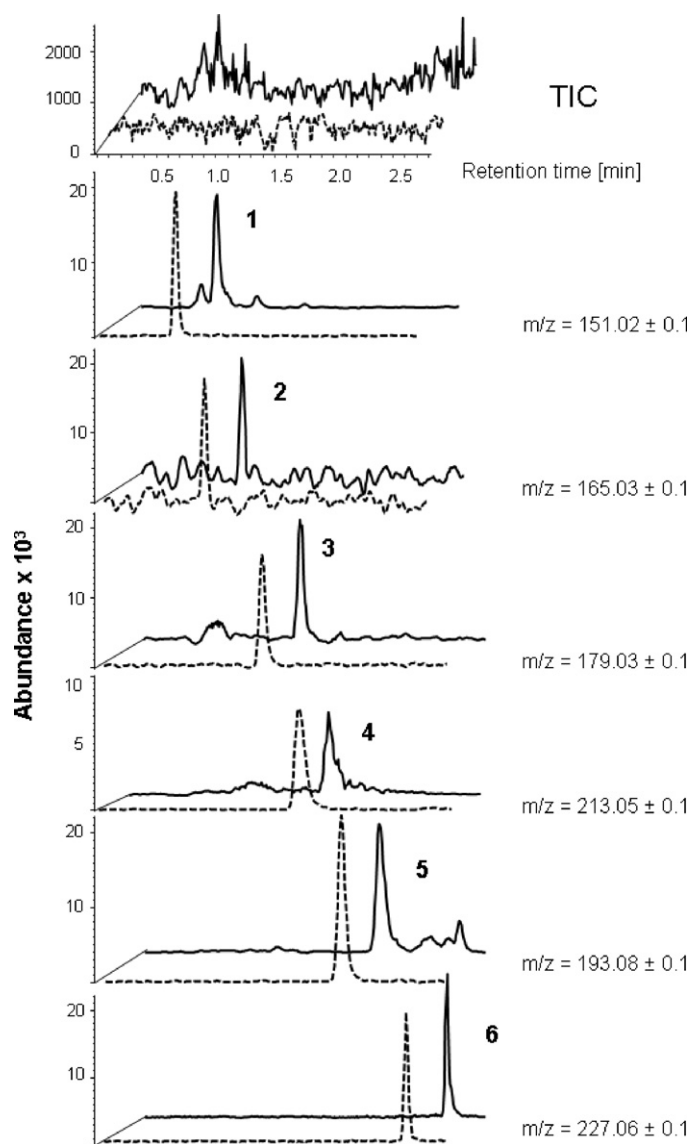 2000
1000
0
TIC
0.5 1.0 1.5 2.0 2.5
Retention time [min]
20
10
1
m/z = 151.02 ± 0.1
20
10
2
m/z = 165.03 ± 0.1
20
10
3
m/z = 179.03 ± 0.1
10
5
4
m/z = 213.05 ± 0.1
20
10
5
m/z = 193.08 ± 0.1
20
10
6
m/z = 227.06 ± 0.1
Abundance x 10³